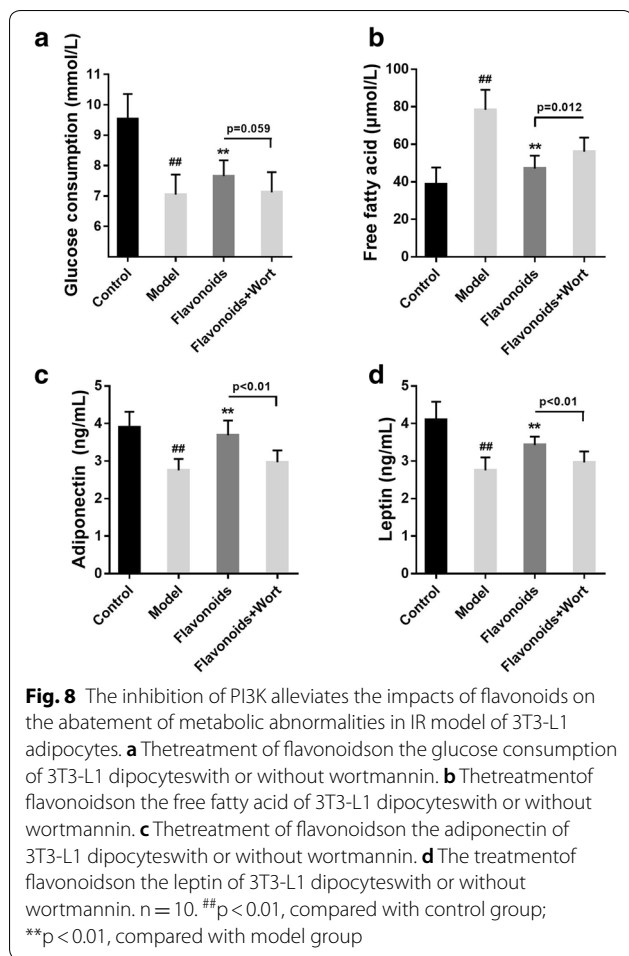 a
Glucose consumption (mmol/L)
11
10
9
8
7
6
##
**
p=0.059
Control
Model
Flavonoids
Flavonoids+Wort
b
Free fatty acid (μmol/L)
100
80
60
40
20
0
##
**
p=0.012
Control
Model
Flavonoids
Flavonoids+Wort
c
Adiponectin (ng/mL)
5
4
3
2
1
0
##
**
p<0.01
Control
Model
Flavonoids
Flavonoids+Wort
d
Leptin (ng/mL)
5
4
3
2
1
0
##
**
p<0.01
Control
Model
Flavonoids
Flavonoids+Wort
Fig. 8 The inhibition of PI3K alleviates the impacts of flavonoids on
the abatement of metabolic abnormalities in IR model of 3T3-L1
adipocytes. a Thetreatment of flavonoidson the glucose consumption
of 3T3-L1 dipocyteswith or without wortmannin. b Thetreatmentof
flavonoidson the free fatty acid of 3T3-L1 dipocyteswith or without
wortmannin. c Thetreatment of flavonoidson the adiponectin of
3T3-L1 dipocyteswith or without wortmannin. d The treatmentof
flavonoidson the leptin of 3T3-L1 dipocyteswith or without
wortmannin. n = 10. ##p < 0.01, compared with control group;
**p < 0.01, compared with model group